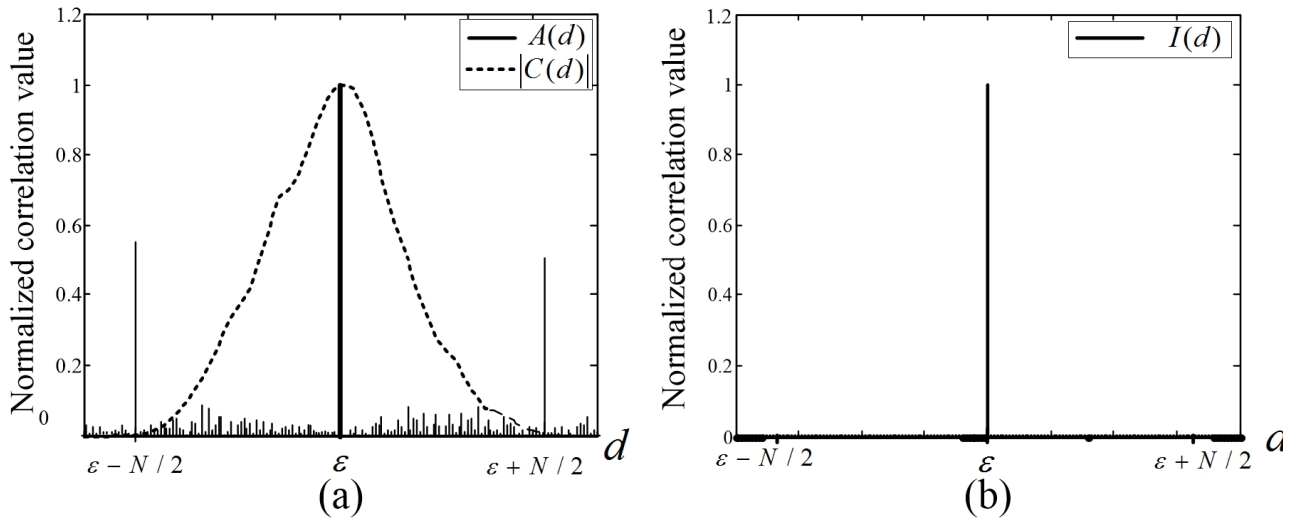 Normalized correlation value
1.2
1
0.8
0.6
0.4
0.2
0
A(d)
|C(d)|
ε − N / 2
ε
ε + N / 2
d
(a)
Normalized correlation value
1.2
1
0.8
0.6
0.4
0.2
0
I(d)
ε − N / 2
ε
ε + N / 2
(b)